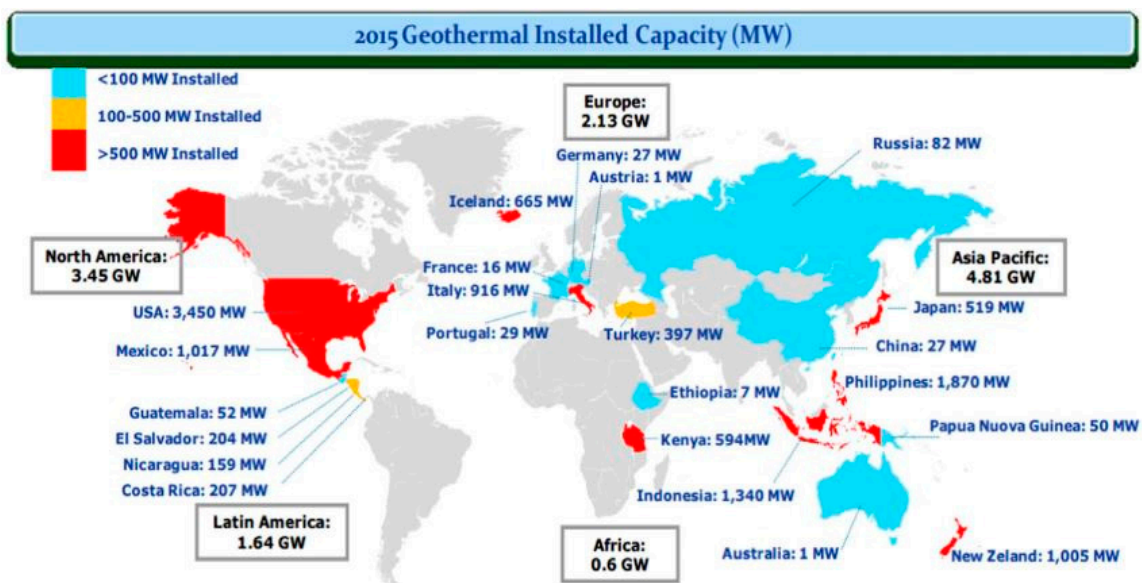 2015 Geothermal Installed Capacity (MW)
<100 MW Installed
100-500 MW Installed
>500 MW Installed
Europe:
2.13 GW
Germany: 27 MW
Austria: 1 MW
Russia: 82 MW
Iceland: 665 MW
North America:
3.45 GW
Asia Pacific:
4.81 GW
France: 16 MW
Italy: 916 MW
USA: 3,450 MW
Japan: 519 MW
Portugal: 29 MW
Turkey: 397 MW
Mexico: 1,017 MW
China: 27 MW
Ethiopia: 7 MW
Philippines: 1,870 MW
Guatemala: 52 MW
El Salvador: 204 MW
Kenya: 594MW
Papua Nuova Guinea: 50 MW
Nicaragua: 159 MW
Costa Rica: 207 MW
Indonesia: 1,340 MW
Latin America:
1.64 GW
Africa:
0.6 GW
Australia: 1 MW
New Zeland: 1,005 MW